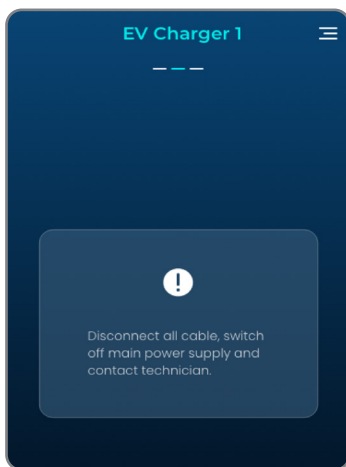 EV Charger 1
Disconnect all cable, switch
off main power supply and
contact technician.